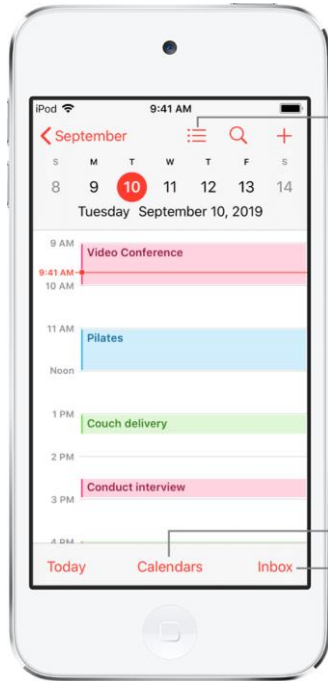 iPod 9:41 AM
September
S M T W T F S
8 9 10 11 12 13 14
Tuesday September 10, 2019
9 AM
Video Conference
9:41 AM
10 AM
11 AM
Pilates
Noon
1 PM
Couch delivery
2 PM
Conduct interview
3 PM
4 PM
Today Calendars Inbox